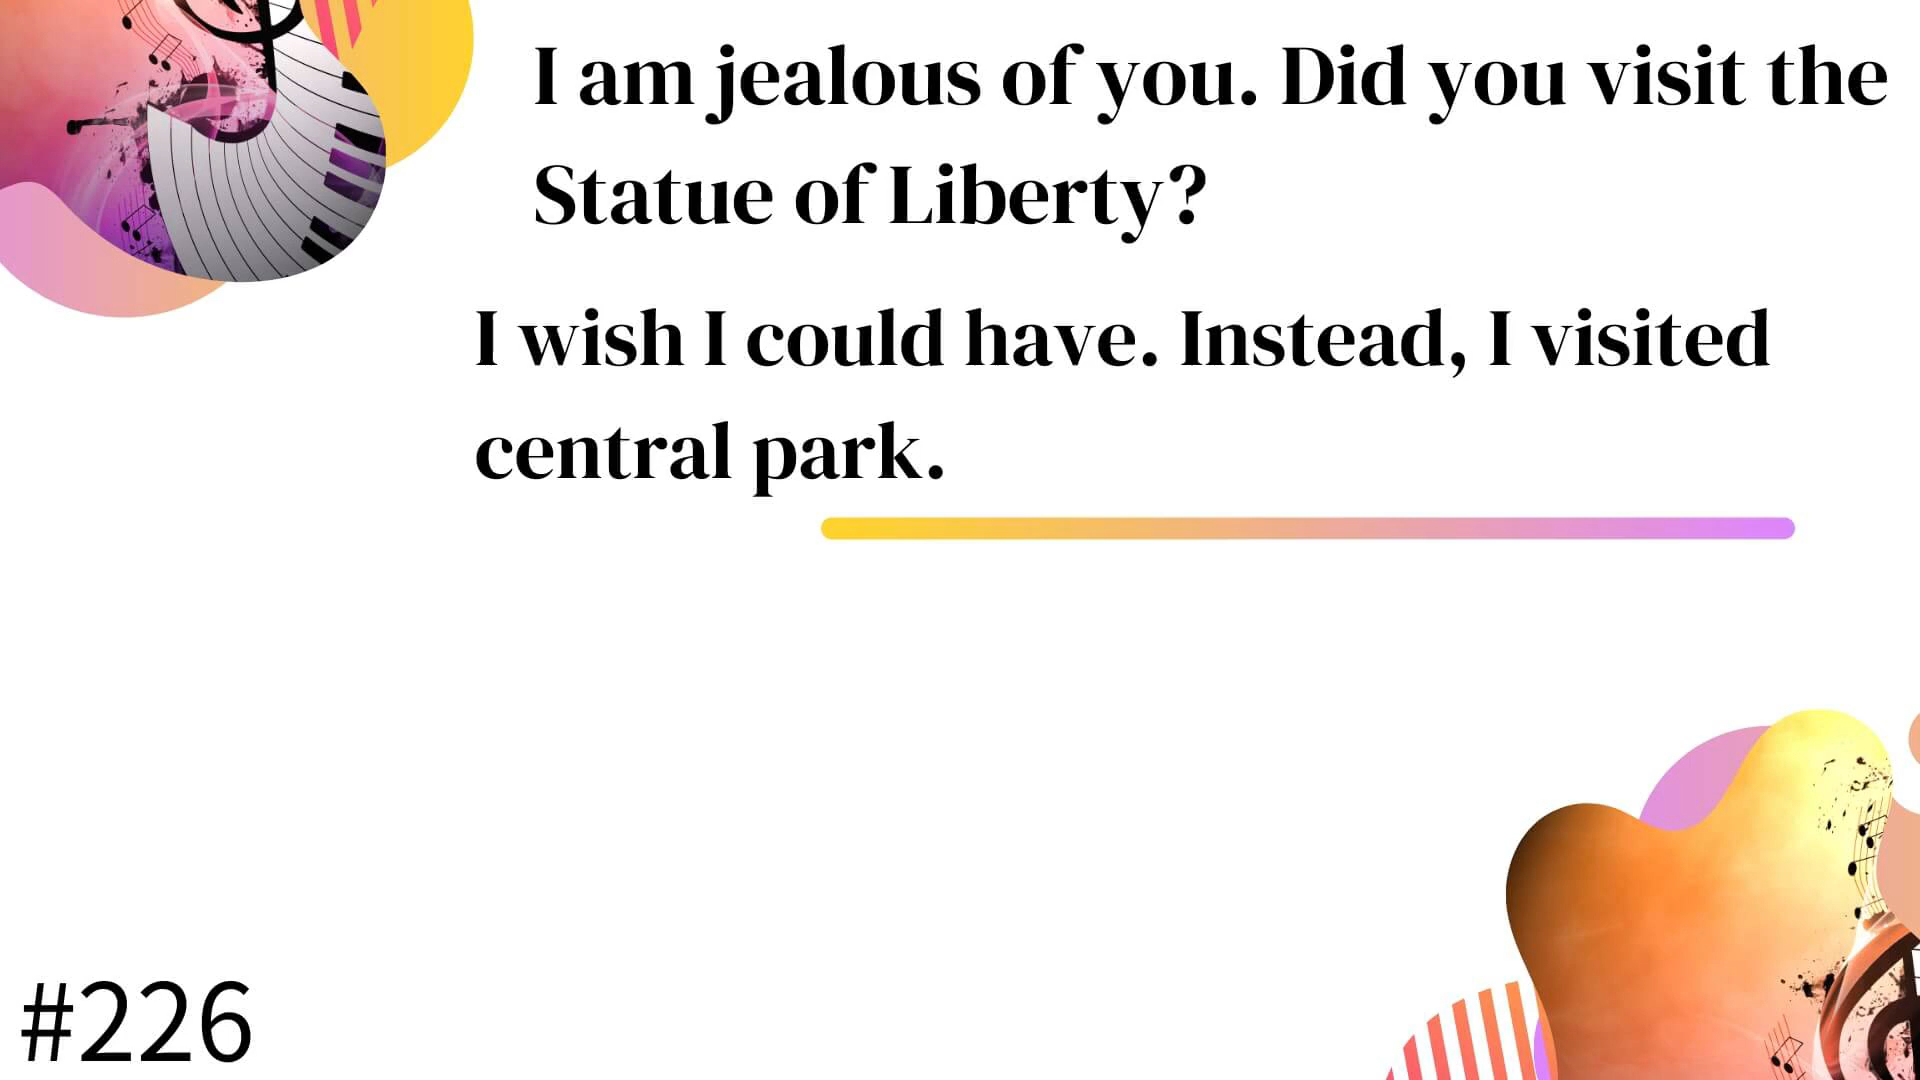 I am jealous of you. Did you visit the
Statue of Liberty?
I wish I could have. Instead, I visited
central park.
#226